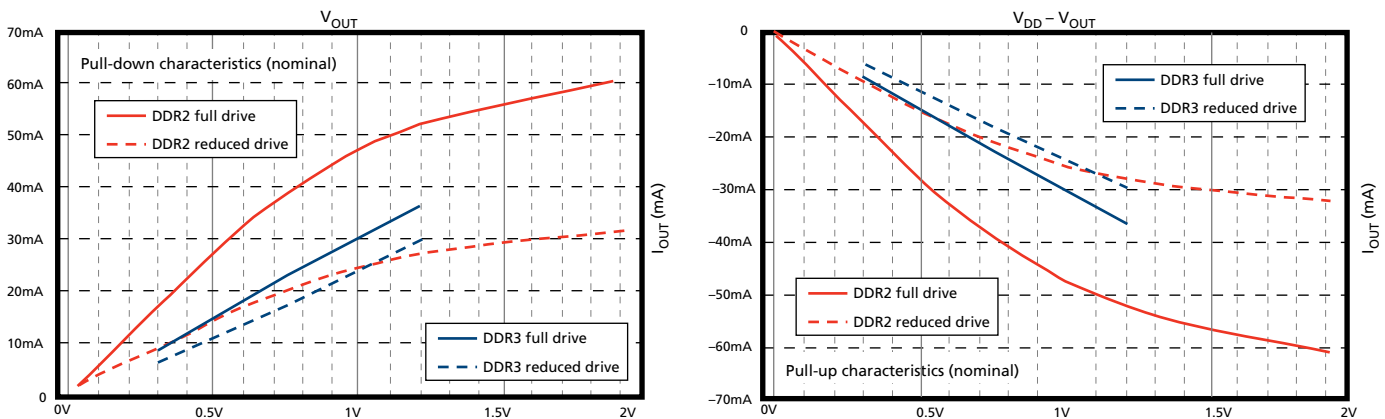 V_OUT
70mA
60mA
50mA
40mA
30mA
20mA
10mA
0
Pull-down characteristics (nominal)
DDR2 full drive
DDR2 reduced drive
DDR3 full drive
DDR3 reduced drive
0V
0.5V
1V
1.5V
2V
I_OUT (mA)
V_DD – V_OUT
0
–10mA
–20mA
–30mA
–40mA
–50mA
–60mA
–70mA
DDR3 full drive
DDR3 reduced drive
DDR2 full drive
DDR2 reduced drive
Pull-up characteristics (nominal)
0V
0.5V
1V
1.5V
2V
I_OUT (mA)